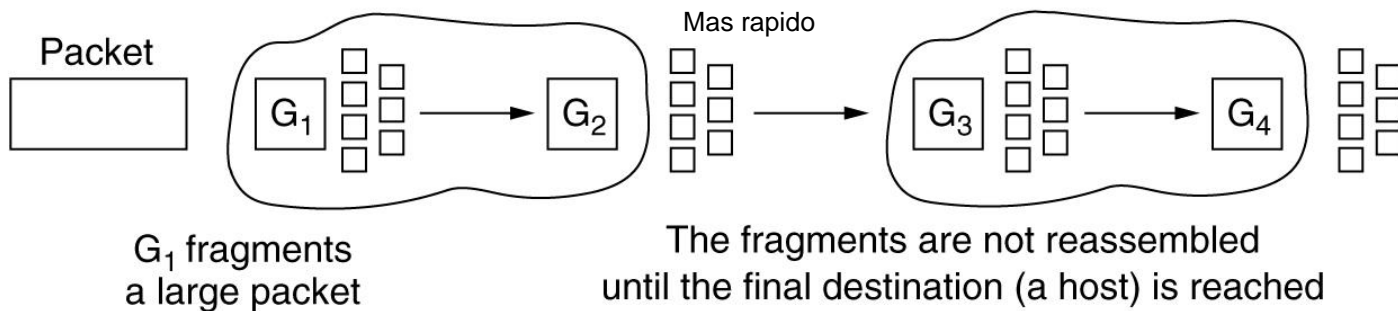 Mas rapido
Packet
G1
G2
G3
G4
G1 fragments
a large packet
The fragments are not reassembled
until the final destination (a host) is reached